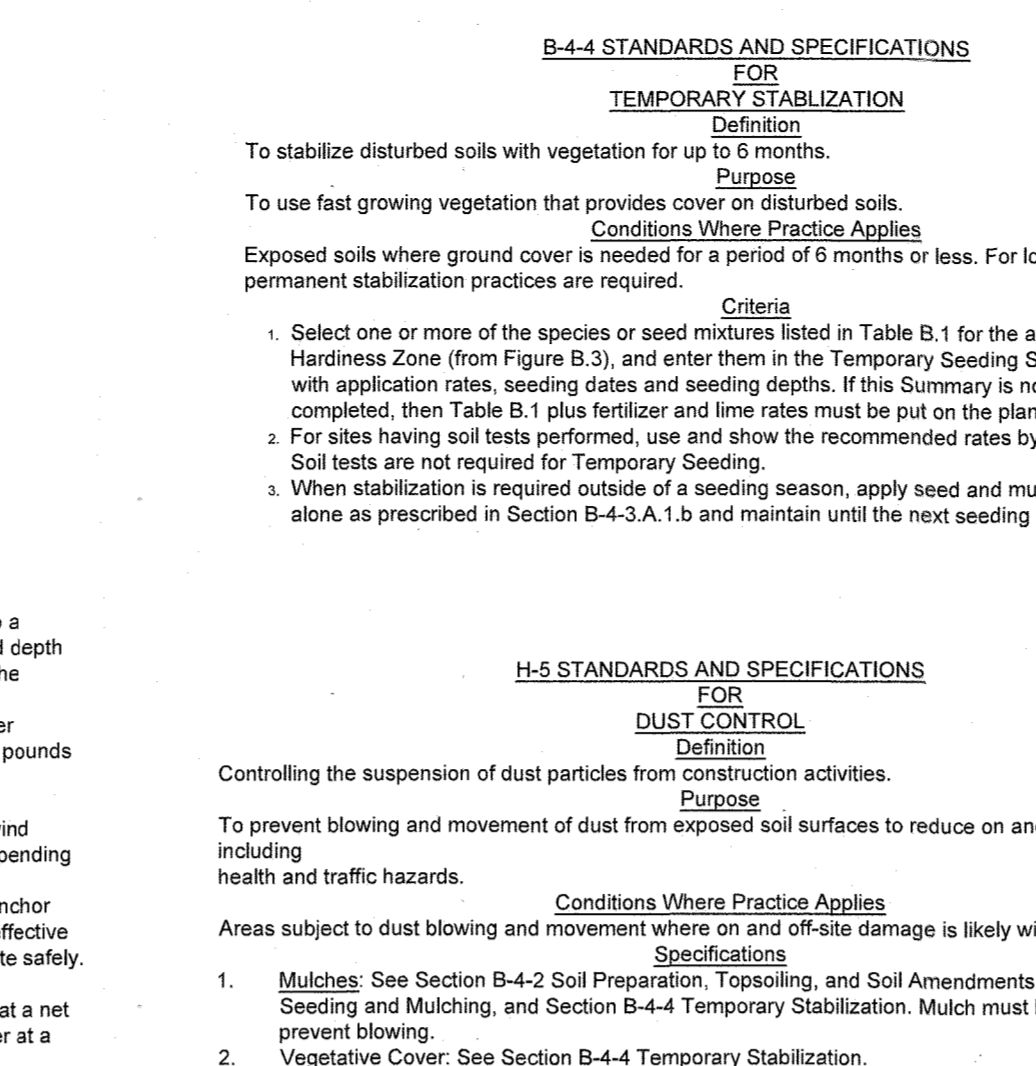 B-4-4 STANDARDS AND SPECIFICATIONS
FOR
TEMPORARY STABLIZATION
Definition
To stabilize disturbed soils with vegetation for up to 6 months.
Purpose
To use fast growing vegetation that provides cover on disturbed soils.
Conditions Where Practice Applies
Exposed soils where ground cover is needed for a period of 6 months or less. For
permanent stabilization practices are required.
Criteria
1. Select one or more of the species or seed mixtures listed in Table B.1 for the
Hardiness Zone (from Figure B.3), and enter them in the Temporary Seeding
with application rates, seeding dates and seeding depths. If this Summary is
completed, then Table B.1 plus fertilizer and lime rates must be put on the plan
2. For sites having soil tests performed, use and show the recommended rates by
Soil tests are not required for Temporary Seeding.
3. When stabilization is required outside of a seeding season, apply seed and
alone as prescribed in Section B-4-3.A.1.b and maintain until the next seeding
a
depth
pounds
H-5 STANDARDS AND SPECIFICATIONS
FOR
DUST CONTROL
Definition
Controlling the suspension of dust particles from construction activities.
Purpose
To prevent blowing and movement of dust from exposed soil surfaces to reduce on
including
health and traffic hazards.
Conditions Where Practice Applies
Areas subject to dust blowing and movement where on and off-site damage is likely
Specifications
1. Mulches: See Section B-4-2 Soil Preparation, Topsoiling, and Soil Amendments
Seeding and Mulching, and Section B-4-4 Temporary Stabilization. Mulch must
prevent blowing.
2. Vegetative Cover: See Section B-4-4 Temporary Stabilization.
safely.
at a net
at a